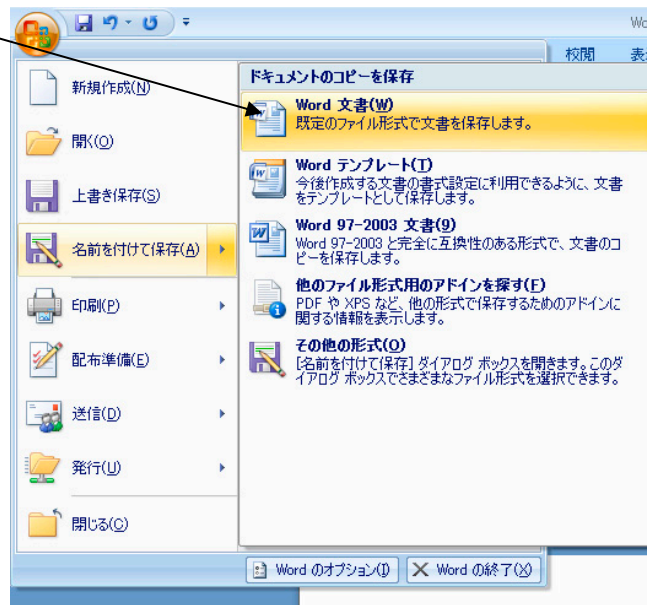 Wo
校閲
新規作成(N)
開く(O)
上書き保存(S)
名前を付けて保存(A)
印刷(P)
配布準備(E)
送信(D)
発行(U)
閉じる(C)
ドキュメントのコピーを保存
Word 文書(W)
既定のファイル形式で文書を保存します。
Word テンプレート(T)
今後作成する文書の書式設定に利用できるように、文書
をテンプレートとして保存します。
Word 97-2003 文書(9)
Word 97-2003 と完全に互換性のある形式で、文書のコ
ピーを保存します。
他のファイル形式用のアドインを探す(F)
PDF や XPS など、他の形式で保存するためのアドインに
関する情報を表示します。
その他の形式(O)
[名前を付けて保存] ダイアログ ボックスを開きます。このダ
イアログ ボックスでさまざまなファイル形式を選択できます。
Word のオプション(I)
Word の終了(X)